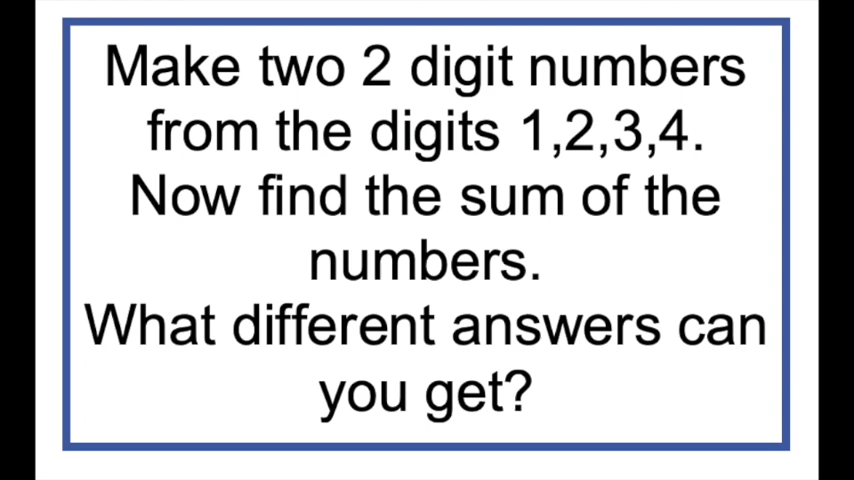 Make two 2 digit numbers
from the digits 1,2,3,4.
Now find the sum of the
numbers.
What different answers can
you get?